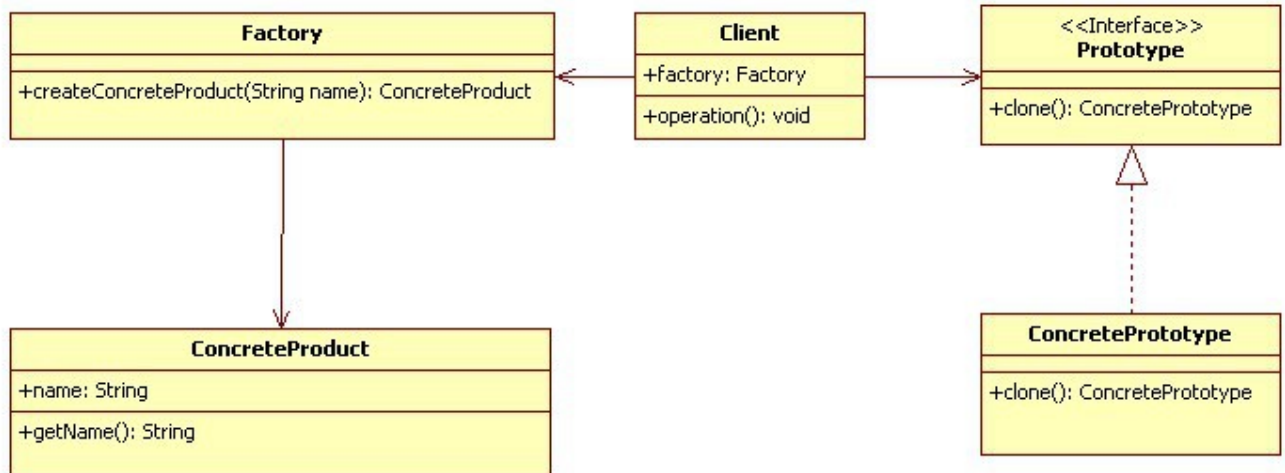 Factory
+createConcreteProduct(String name): ConcreteProduct
Client
+factory: Factory
+operation(): void
<<Interface>>
Prototype
+clone(): ConcretePrototype
ConcreteProduct
+name: String
+getName(): String
ConcretePrototype
+clone(): ConcretePrototype